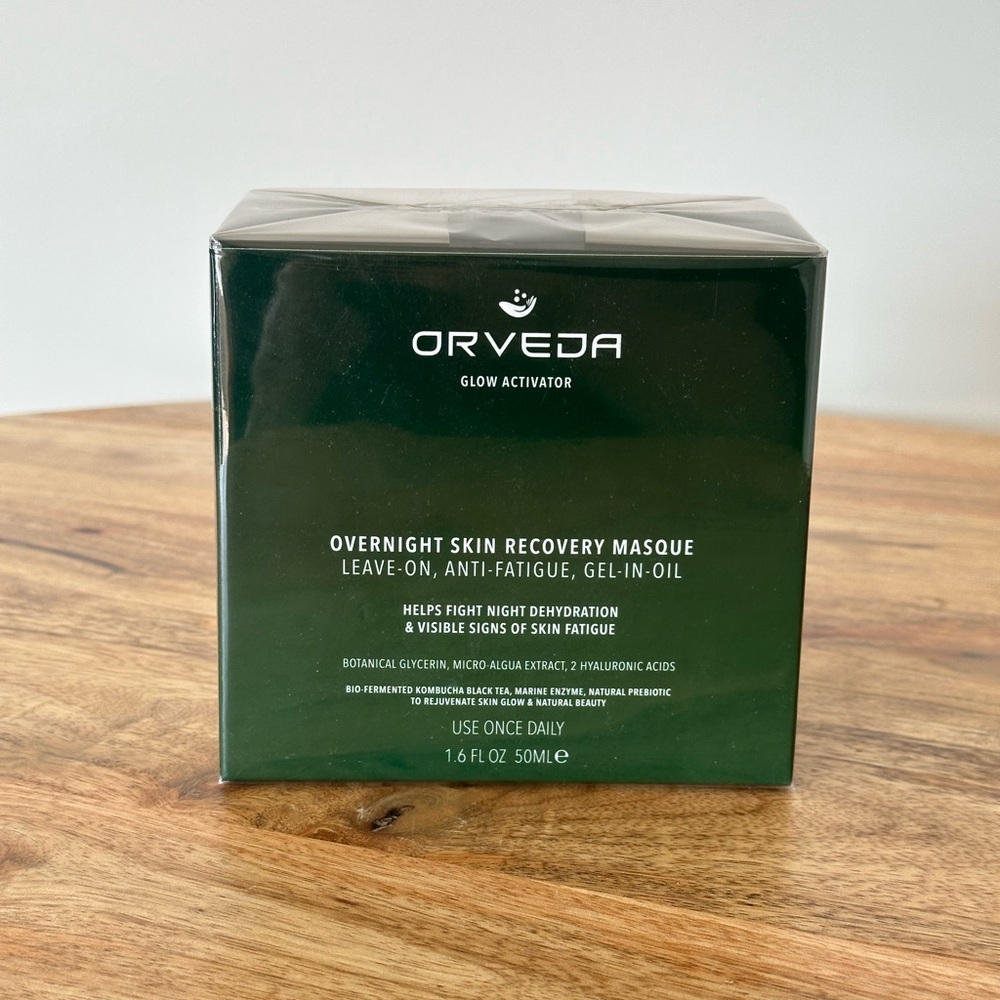 ORVEDA
GLOW ACTIVATOR
OVERNIGHT SKIN RECOVERY MASQUE
LEAVE-ON, ANTI-FATIGUE, GEL-IN-OIL
HELPS FIGHT NIGHT DEHYDRATION
& VISIBLE SIGNS OF SKIN FATIGUE
BOTANICAL GLYCERIN, MICRO-ALGUA EXTRACT, 2 HYALURONIC ACIDS
BIO-FERMENTED KOMBUCHA BLACK TEA, MARINE ENZYME, NATURAL PREBIOTIC
TO REJUVENATE SKIN GLOW & NATURAL BEAUTY
USE ONCE DAILY
1.6 FL OZ 50ML℮